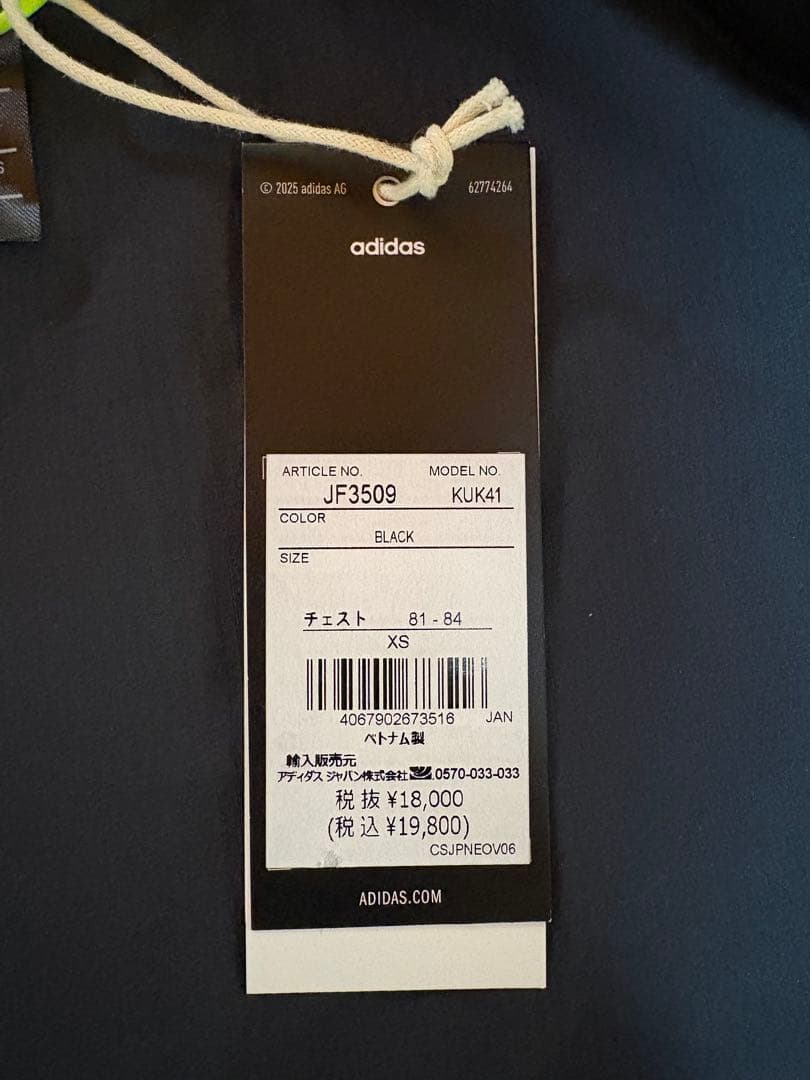 © 2025 adidas AG 62774264
adidas
ARTICLE NO. MODEL NO.
JF3509 KUK41
COLOR
BLACK
SIZE
チェスト 81 - 84
XS
4067902673516 JAN
ベトナム製
輸入販売元
アディダス ジャパン株式会社 0570-033-033
税抜 ¥18,000
(税込 ¥19,800)
CSJPNEOV06
ADIDAS.COM